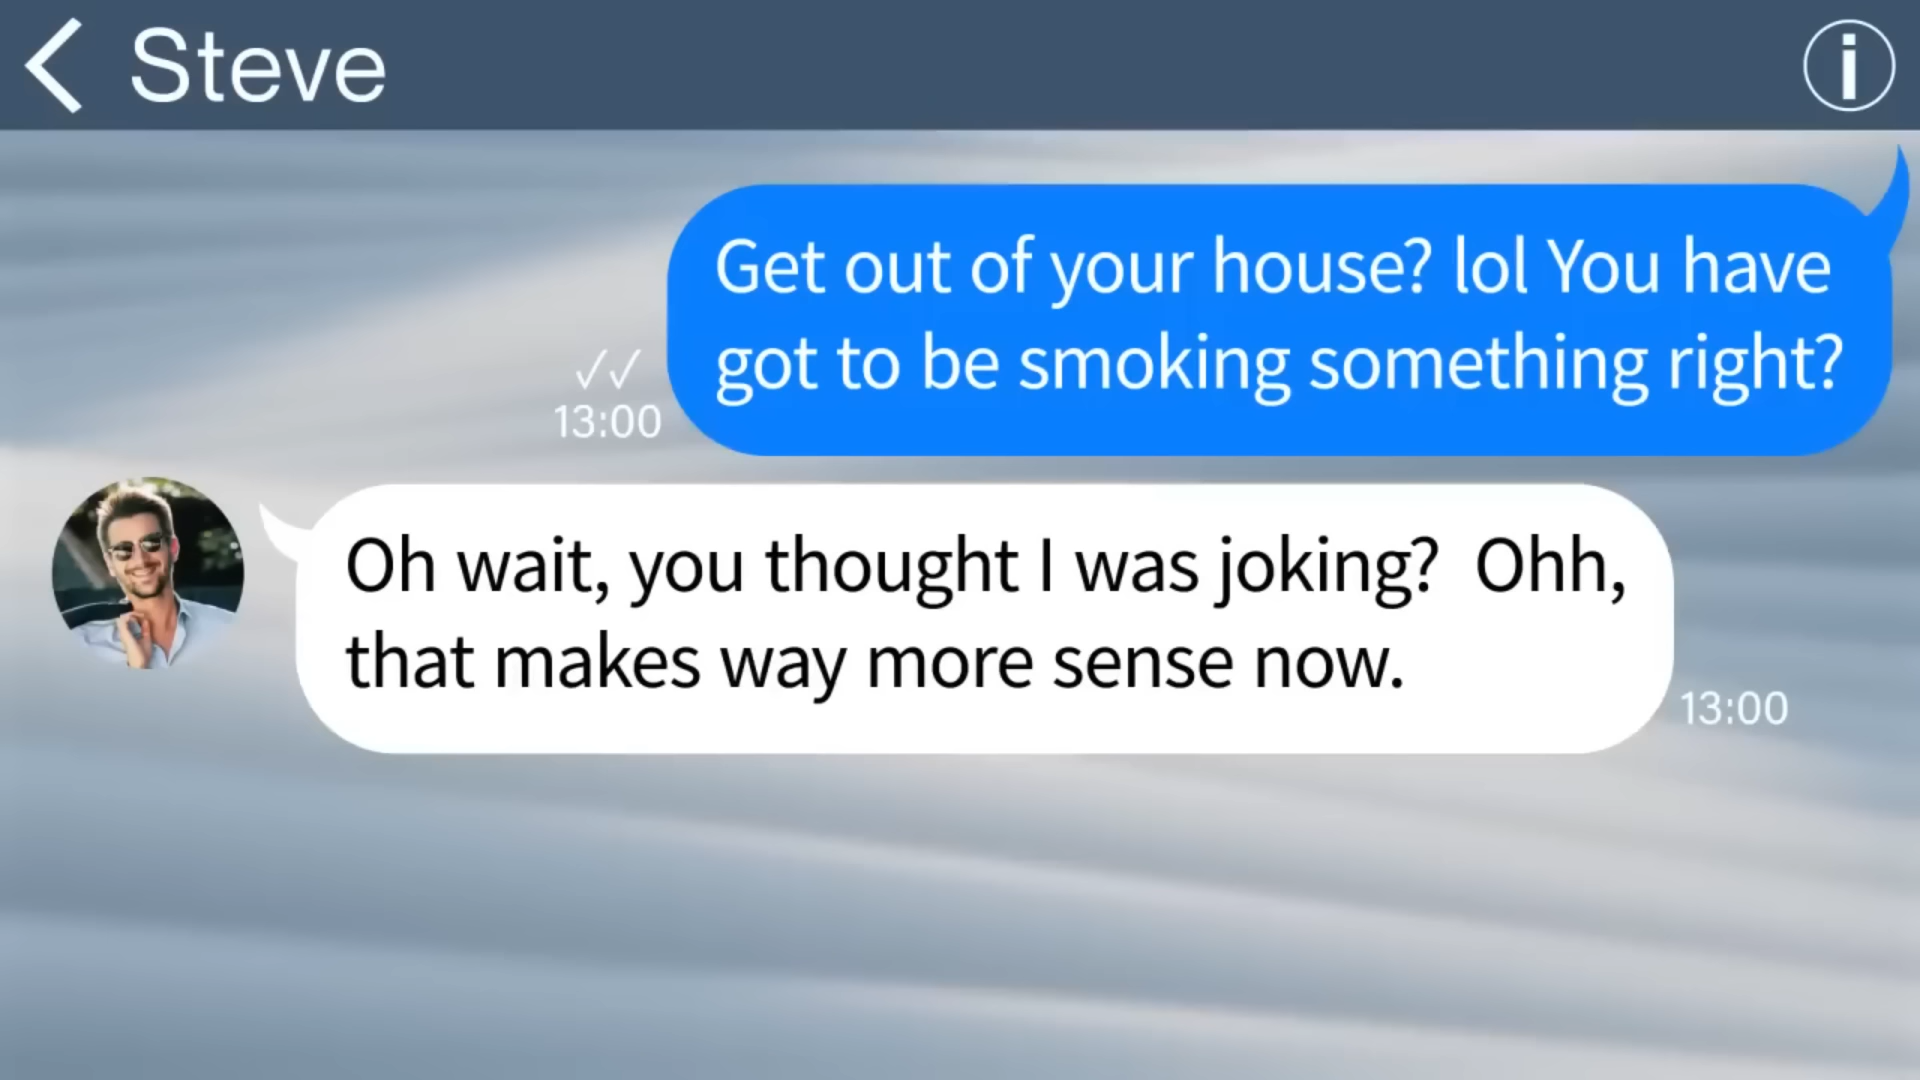 Steve
Get out of your house? lol You have
got to be smoking something right?
✓✓
13:00
Oh wait, you thought I was joking?  Ohh,
that makes way more sense now.
13:00